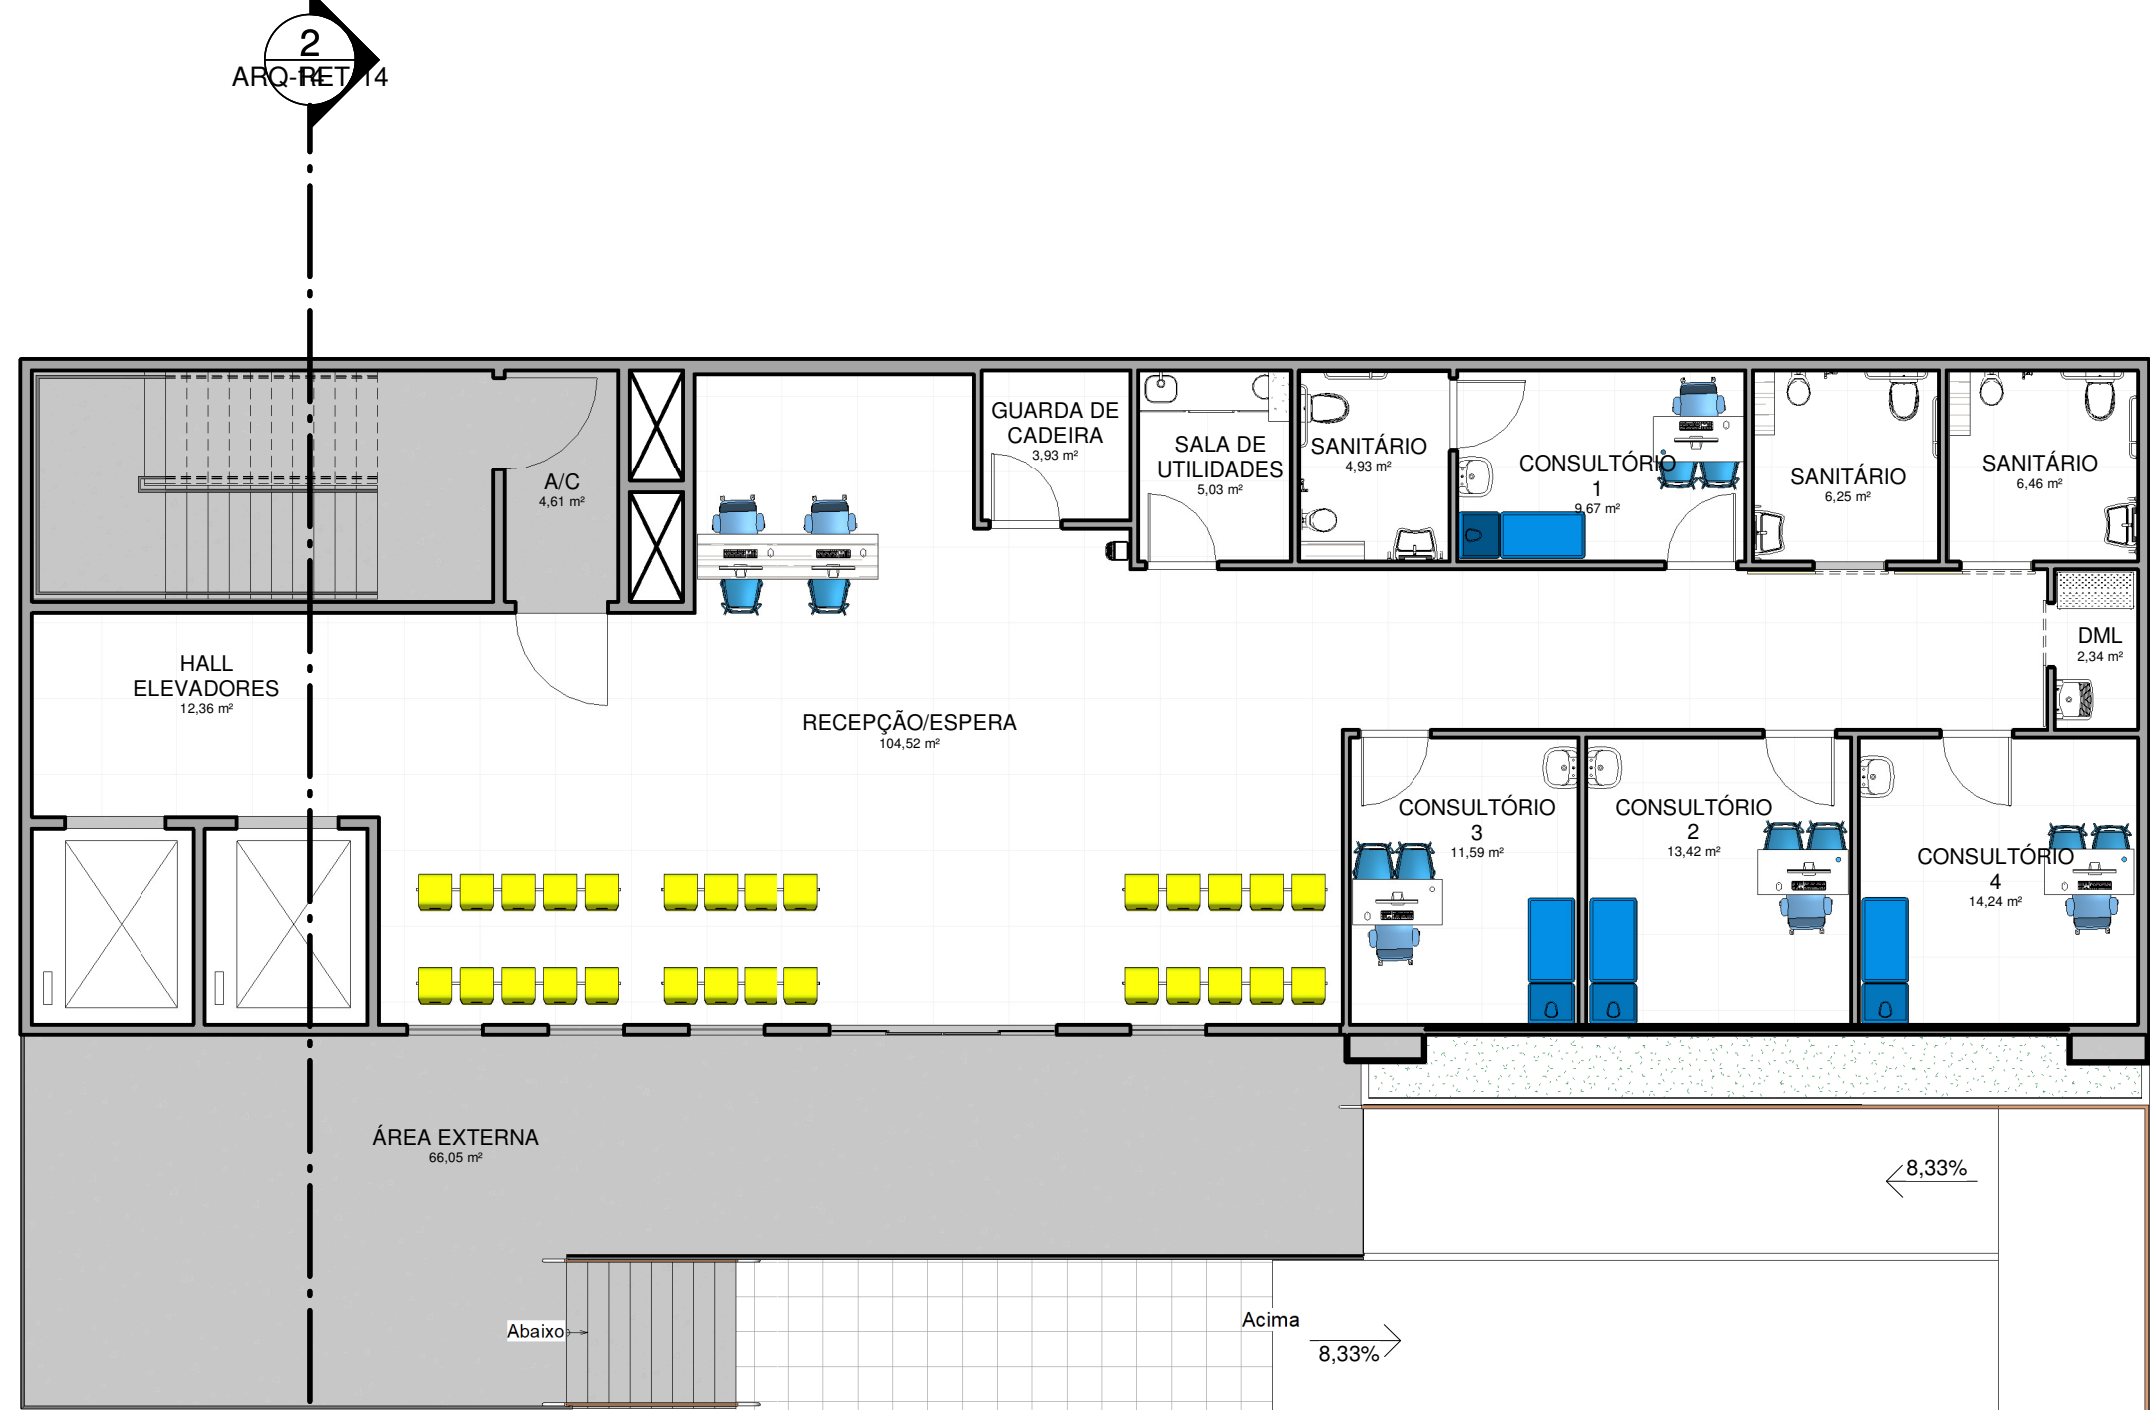 2
ARQ-RET-14
14
GUARDA DE
CADEIRA
3,93 m²
SALA DE
UTILIDADES
5,03 m²
SANITÁRIO
4,93 m²
CONSULTÓRIO
1
9,67 m²
SANITÁRIO
6,25 m²
SANITÁRIO
6,46 m²
A/C
4,61 m²
HALL
ELEVADORES
12,36 m²
DML
2,34 m²
RECEPÇÃO/ESPERA
104,52 m²
CONSULTÓRIO
3
11,59 m²
CONSULTÓRIO
2
13,42 m²
CONSULTÓRIO
4
14,24 m²
ÁREA EXTERNA
66,05 m²
8,33%
Abaixo
Acima
8,33%